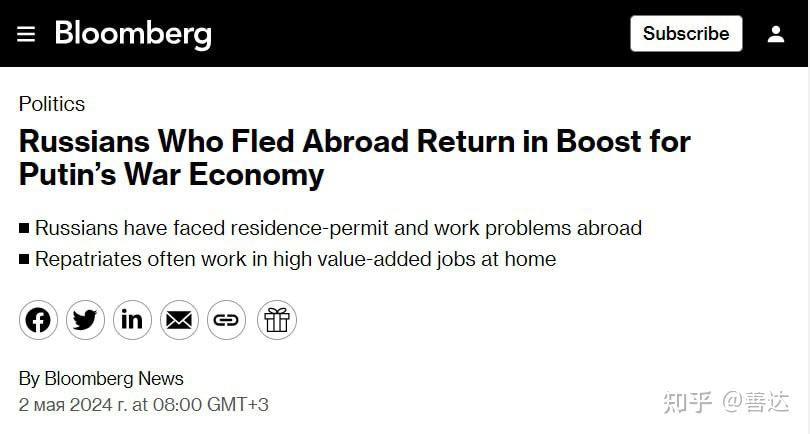 Bloomberg
Subscribe
Politics
Russians Who Fled Abroad Return in Boost for
Putin's War Economy
Russians have faced residence-permit and work problems abroad
Repatriates often work in high value-added jobs at home
in
By Bloomberg News
2 мая 2024 г. at 08:00 GMT+3
知乎 @善达